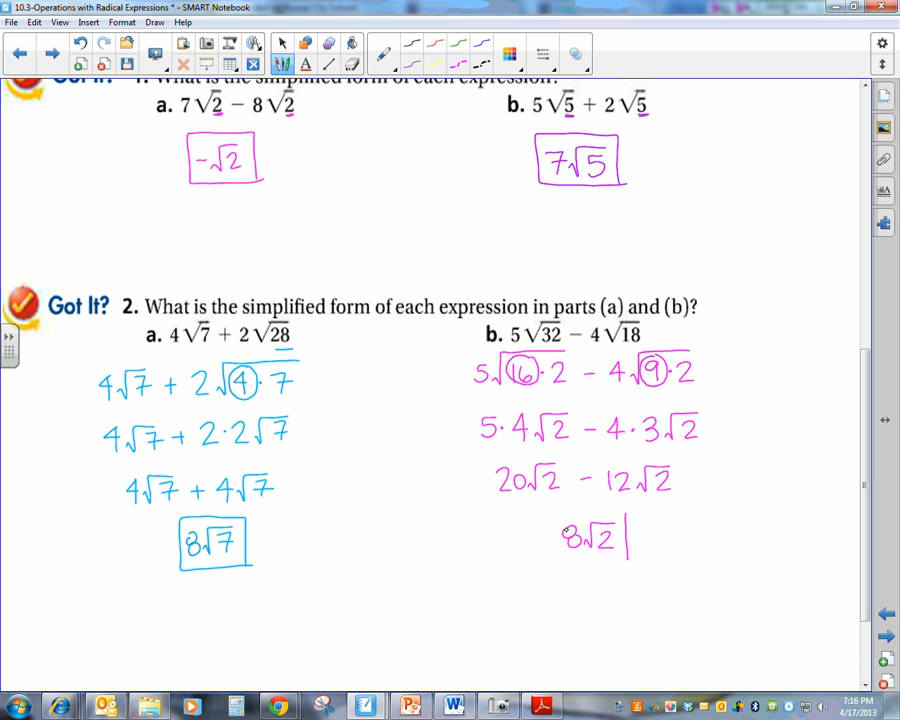 10.3-Operations with Radical Expressions * - SMART Notebook
File Edit View Insert Format Draw Help
a. 7√2 − 8√2 b. 5√5 + 2√5
-√2 7√5
Got It? 2. What is the simplified form of each expression in parts (a) and (b)?
a. 4√7 + 2√28 b. 5√32 − 4√18
4√7 + 2√4·7 5√16·2 − 4√9·2
4√7 + 2·2√7 5·4√2 − 4·3√2
4√7 + 4√7 20√2 − 12√2
8√7 8√2
7:16 PM
4/17/2013